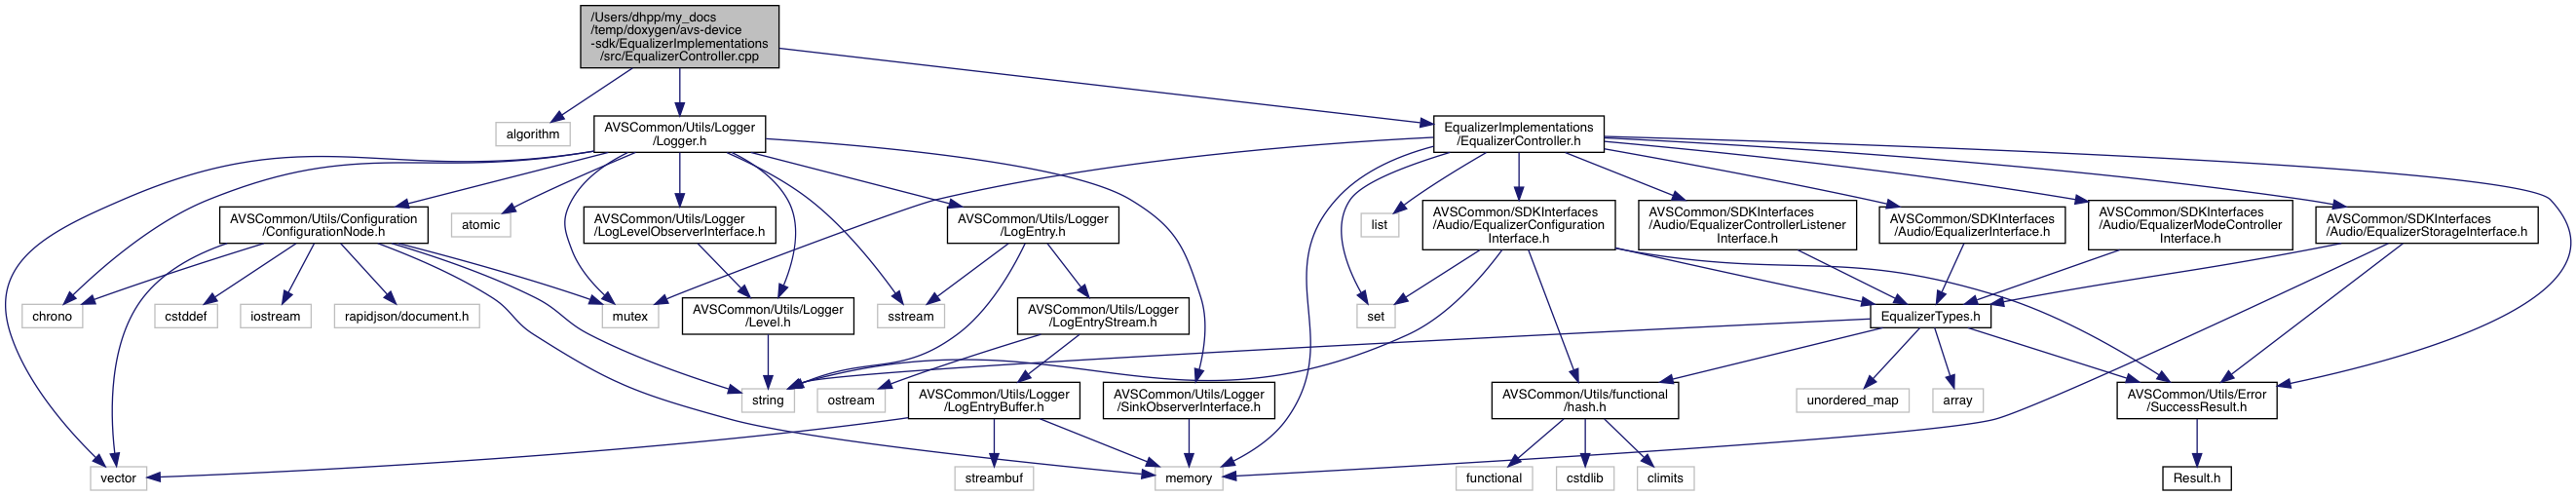 /Users/dhpp/my_docs
/temp/doxygen/avs-device
-sdk/EqualizerImplementations
/src/EqualizerController.cpp
algorithm
AVSCommon/Utils/Logger
/Logger.h
EqualizerImplementations
/EqualizerController.h
AVSCommon/Utils/Configuration
/ConfigurationNode.h
atomic
AVSCommon/Utils/Logger
/LogLevelObserverInterface.h
AVSCommon/Utils/Logger
/LogEntry.h
list
AVSCommon/SDKInterfaces
/Audio/EqualizerConfiguration
Interface.h
AVSCommon/SDKInterfaces
/Audio/EqualizerControllerListener
Interface.h
AVSCommon/SDKInterfaces
/Audio/EqualizerInterface.h
AVSCommon/SDKInterfaces
/Audio/EqualizerModeController
Interface.h
AVSCommon/SDKInterfaces
/Audio/EqualizerStorageInterface.h
chrono
cstddef
iostream
rapidjson/document.h
mutex
AVSCommon/Utils/Logger
/Level.h
sstream
AVSCommon/Utils/Logger
/LogEntryStream.h
set
EqualizerTypes.h
string
ostream
AVSCommon/Utils/Logger
/LogEntryBuffer.h
AVSCommon/Utils/Logger
/SinkObserverInterface.h
AVSCommon/Utils/functional
/hash.h
unordered_map
array
AVSCommon/Utils/Error
/SuccessResult.h
vector
streambuf
memory
functional
cstdlib
climits
Result.h